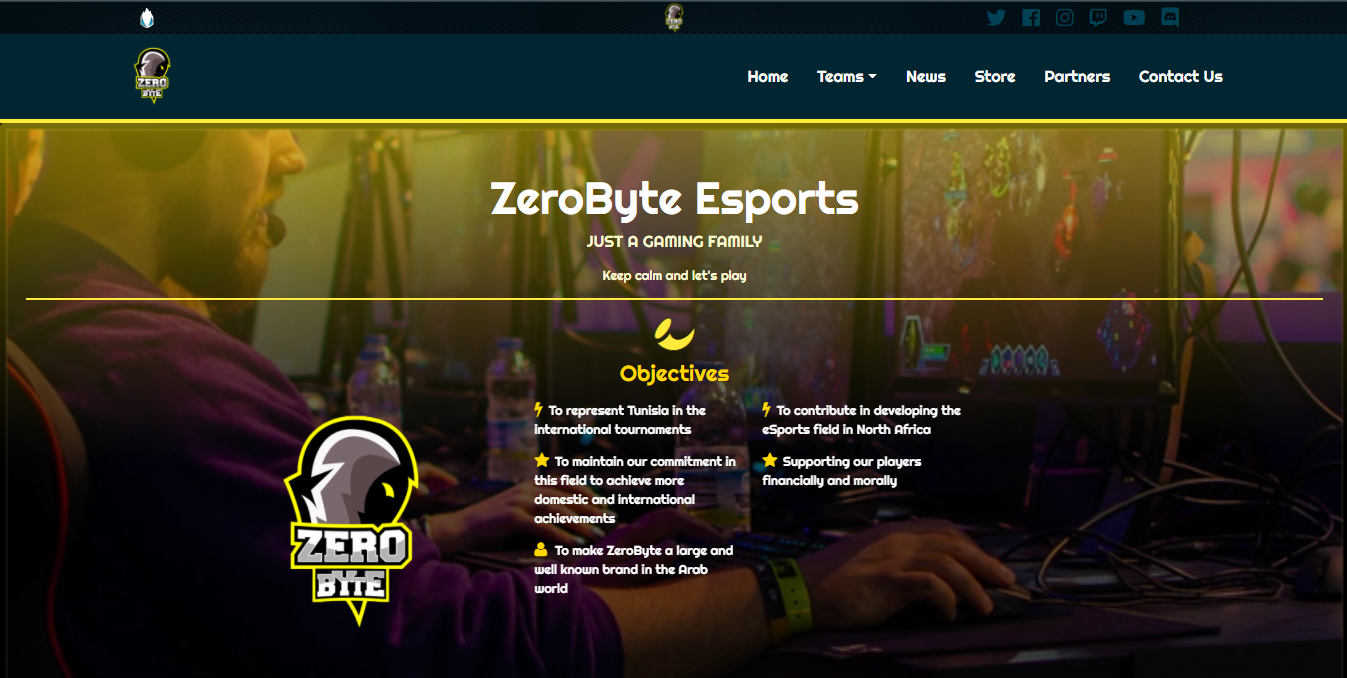 ZERO
BYTE
ZERO
BYTE
Home Teams News Store Partners Contact Us
ZeroByte Esports
JUST A GAMING FAMILY
Keep calm and let's play
Objectives
To represent Tunisia in the
international tournaments
To maintain our commitment in
this field to achieve more
domestic and international
achievements
To make ZeroByte a large and
well known brand in the Arab
world
To contribute in developing the
eSports field in North Africa
Supporting our players
financially and morally
ZERO
BYTE